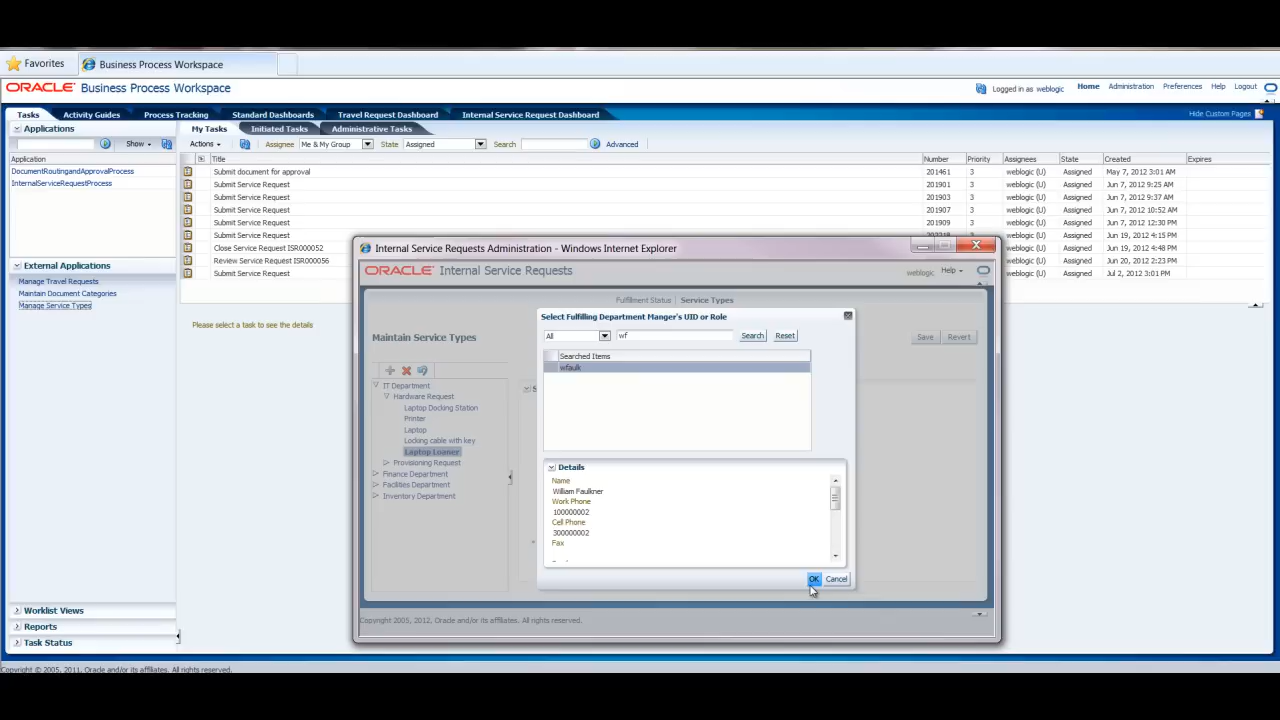 Favorites
Business Process Workspace
ORACLE Business Process Workspace
Logged in as weblogic Home Administration Preferences Help Logout
Tasks Activity Guides Process Tracking Standard Dashboards Travel Request Dashboard Internal Service Request Dashboard
Hide Custom Pages
Applications
My Tasks Initiated Tasks Administrative Tasks
Show
Actions Assignee Me & My Group State Assigned Search Advanced
Application
DocumentRoutingandApprovalProcess
InternalServiceRequestProcess
Title Number Priority Assignees State Created Expires
Submit document for approval 201461 3 weblogic (U) Assigned May 7, 2012 3:01 AM
Submit Service Request 201901 3 weblogic (U) Assigned Jun 7, 2012 9:25 AM
Submit Service Request 201903 3 weblogic (U) Assigned Jun 7, 2012 9:37 AM
Submit Service Request 201907 3 weblogic (U) Assigned Jun 7, 2012 10:52 AM
Submit Service Request 201909 3 weblogic (U) Assigned Jun 7, 2012 12:30 PM
Submit Service Request 3 weblogic (U) Assigned Jun 19, 2012 4:12 PM
Close Service Request ISR000052 weblogic (U) Assigned Jun 19, 2012 4:48 PM
Review Service Request ISR000056 weblogic (U) Assigned Jun 20, 2012 2:23 PM
Submit Service Request weblogic (U) Assigned Jul 2, 2012 3:01 PM
External Applications
Manage Travel Requests
Maintain Document Categories
Manage Service Types
Please select a task to see the details
Worklist Views
Reports
Task Status
Internal Service Requests Administration - Windows Internet Explorer
ORACLE Internal Service Requests
weblogic Help
Fulfillment Status | Service Types
Maintain Service Types
Save Revert
IT Department
Hardware Request
Laptop Docking Station
Printer
Laptop
Locking cable with key
Laptop Loaner
Provisioning Request
Finance Department
Facilities Department
Inventory Department
S
Select Fulfilling Department Manger's UID or Role
All wf Search Reset
Searched Items
wfaulk
Details
Name
William Faulkner
Work Phone
100000002
Cell Phone
300000002
Fax
OK Cancel
Copyright 2005, 2012, Oracle and/or its affiliates. All rights reserved.
Copyright © 2005, 2011, Oracle and/or its affiliates. All rights reserved.